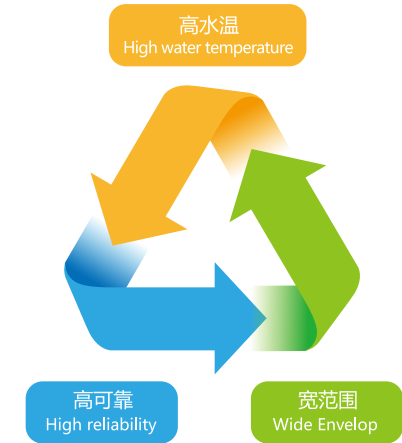 高水温
High water temperature
高可靠
High reliability
宽范围
Wide Envelop